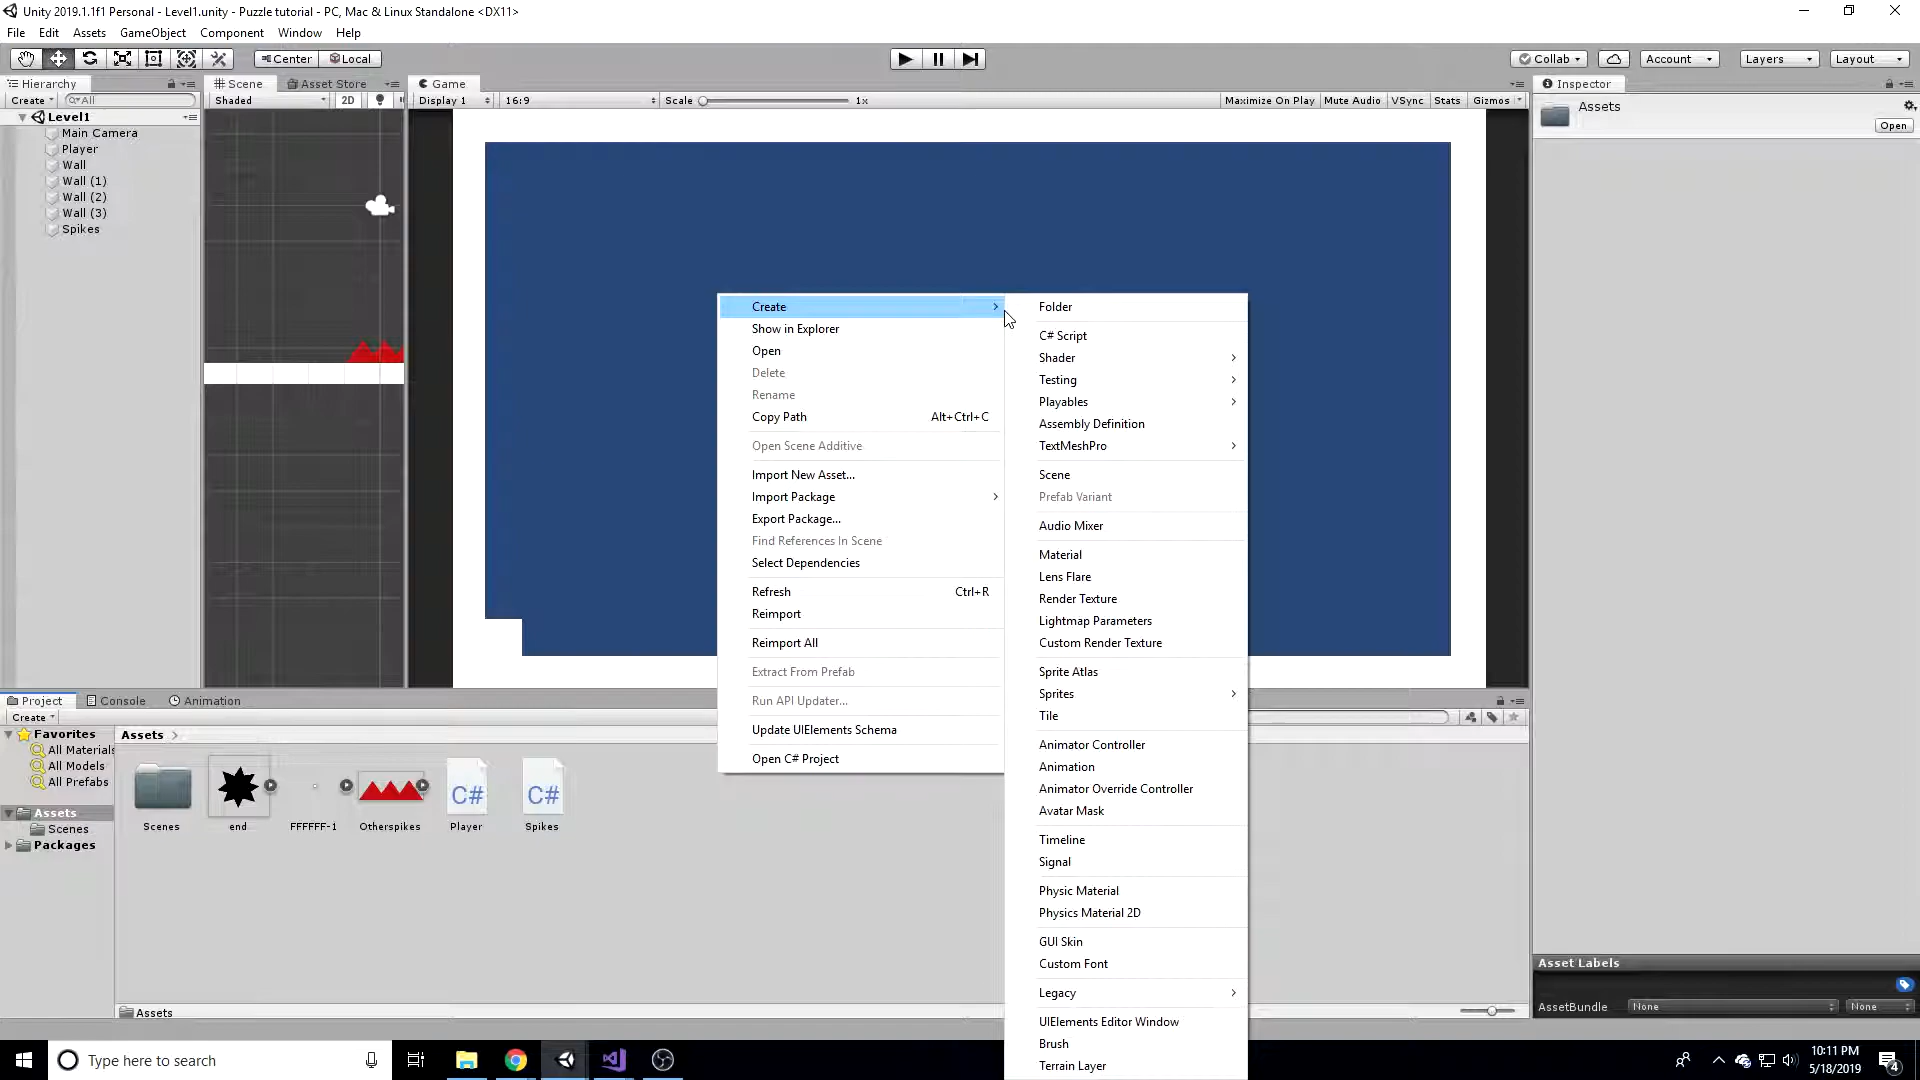 Unity 2019.1.1f1 Personal - Level1.unity - Puzzle tutorial - PC, Mac & Linux Standalone <DX11>
File Edit Assets GameObject Component Window Help
Center Local Collab Account Layers Layout
Hierarchy Scene Asset Store Game Inspector
Create All Shaded 2D Display 1 16:9 Scale 1x Maximize On Play Mute Audio VSync Stats Gizmos
Assets
Open
Level1
Main Camera
Player
Wall
Wall (1)
Wall (2)
Wall (3)
Spikes
Create
Show in Explorer
Open
Delete
Rename
Copy Path Alt+Ctrl+C
Open Scene Additive
Import New Asset...
Import Package
Export Package...
Find References In Scene
Select Dependencies
Refresh Ctrl+R
Reimport
Reimport All
Extract From Prefab
Run API Updater...
Update UIElements Schema
Open C# Project
Folder
C# Script
Shader
Testing
Playables
Assembly Definition
TextMeshPro
Scene
Prefab Variant
Audio Mixer
Material
Lens Flare
Render Texture
Lightmap Parameters
Custom Render Texture
Sprite Atlas
Sprites
Tile
Animator Controller
Animation
Animator Override Controller
Avatar Mask
Timeline
Signal
Physic Material
Physics Material 2D
GUI Skin
Custom Font
Legacy
UIElements Editor Window
Brush
Terrain Layer
Project Console Animation
Create
Favorites
All Materials
All Models
All Prefabs
Assets
Scenes
Packages
Assets
C# C#
Scenes end FFFFFF-1 Otherspikes Player Spikes
Assets
Asset Labels
AssetBundle None None
Type here to search
10:11 PM
5/18/2019
4